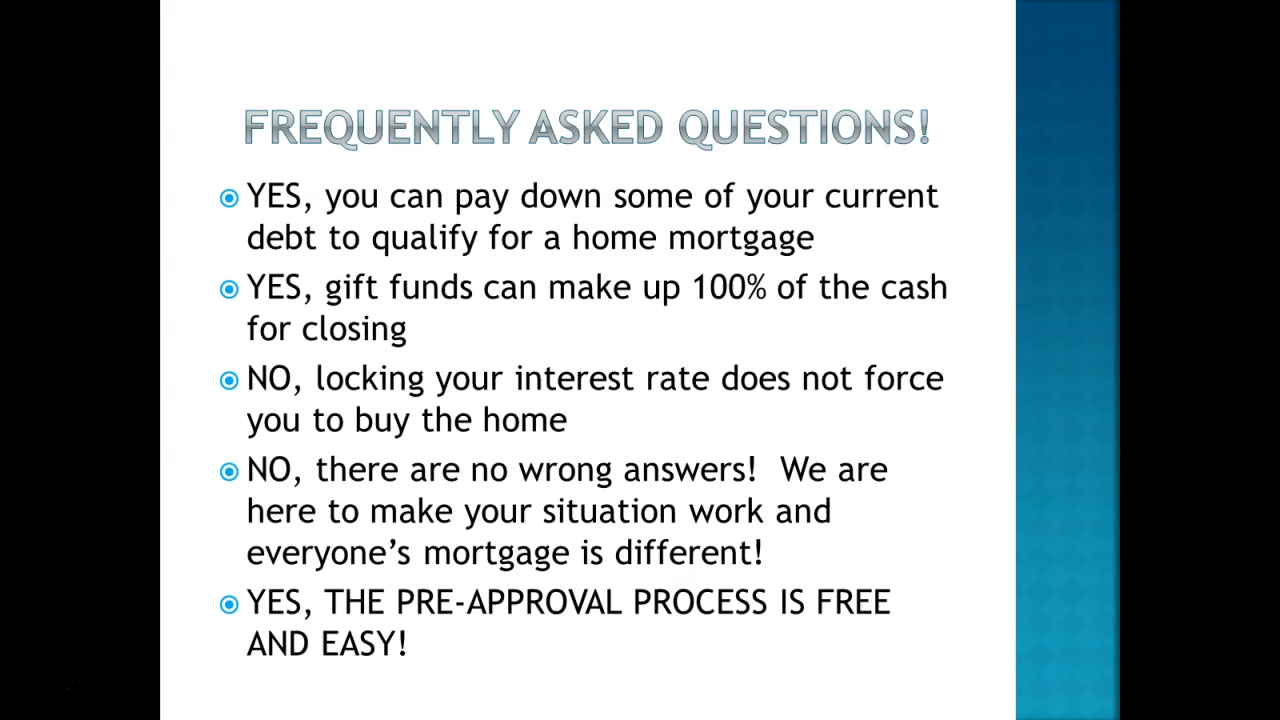 FREQUENTLY ASKED QUESTIONS!
YES, you can pay down some of your current
debt to qualify for a home mortgage
YES, gift funds can make up 100% of the cash
for closing
NO, locking your interest rate does not force
you to buy the home
NO, there are no wrong answers!  We are
here to make your situation work and
everyone’s mortgage is different!
YES, THE PRE-APPROVAL PROCESS IS FREE
AND EASY!